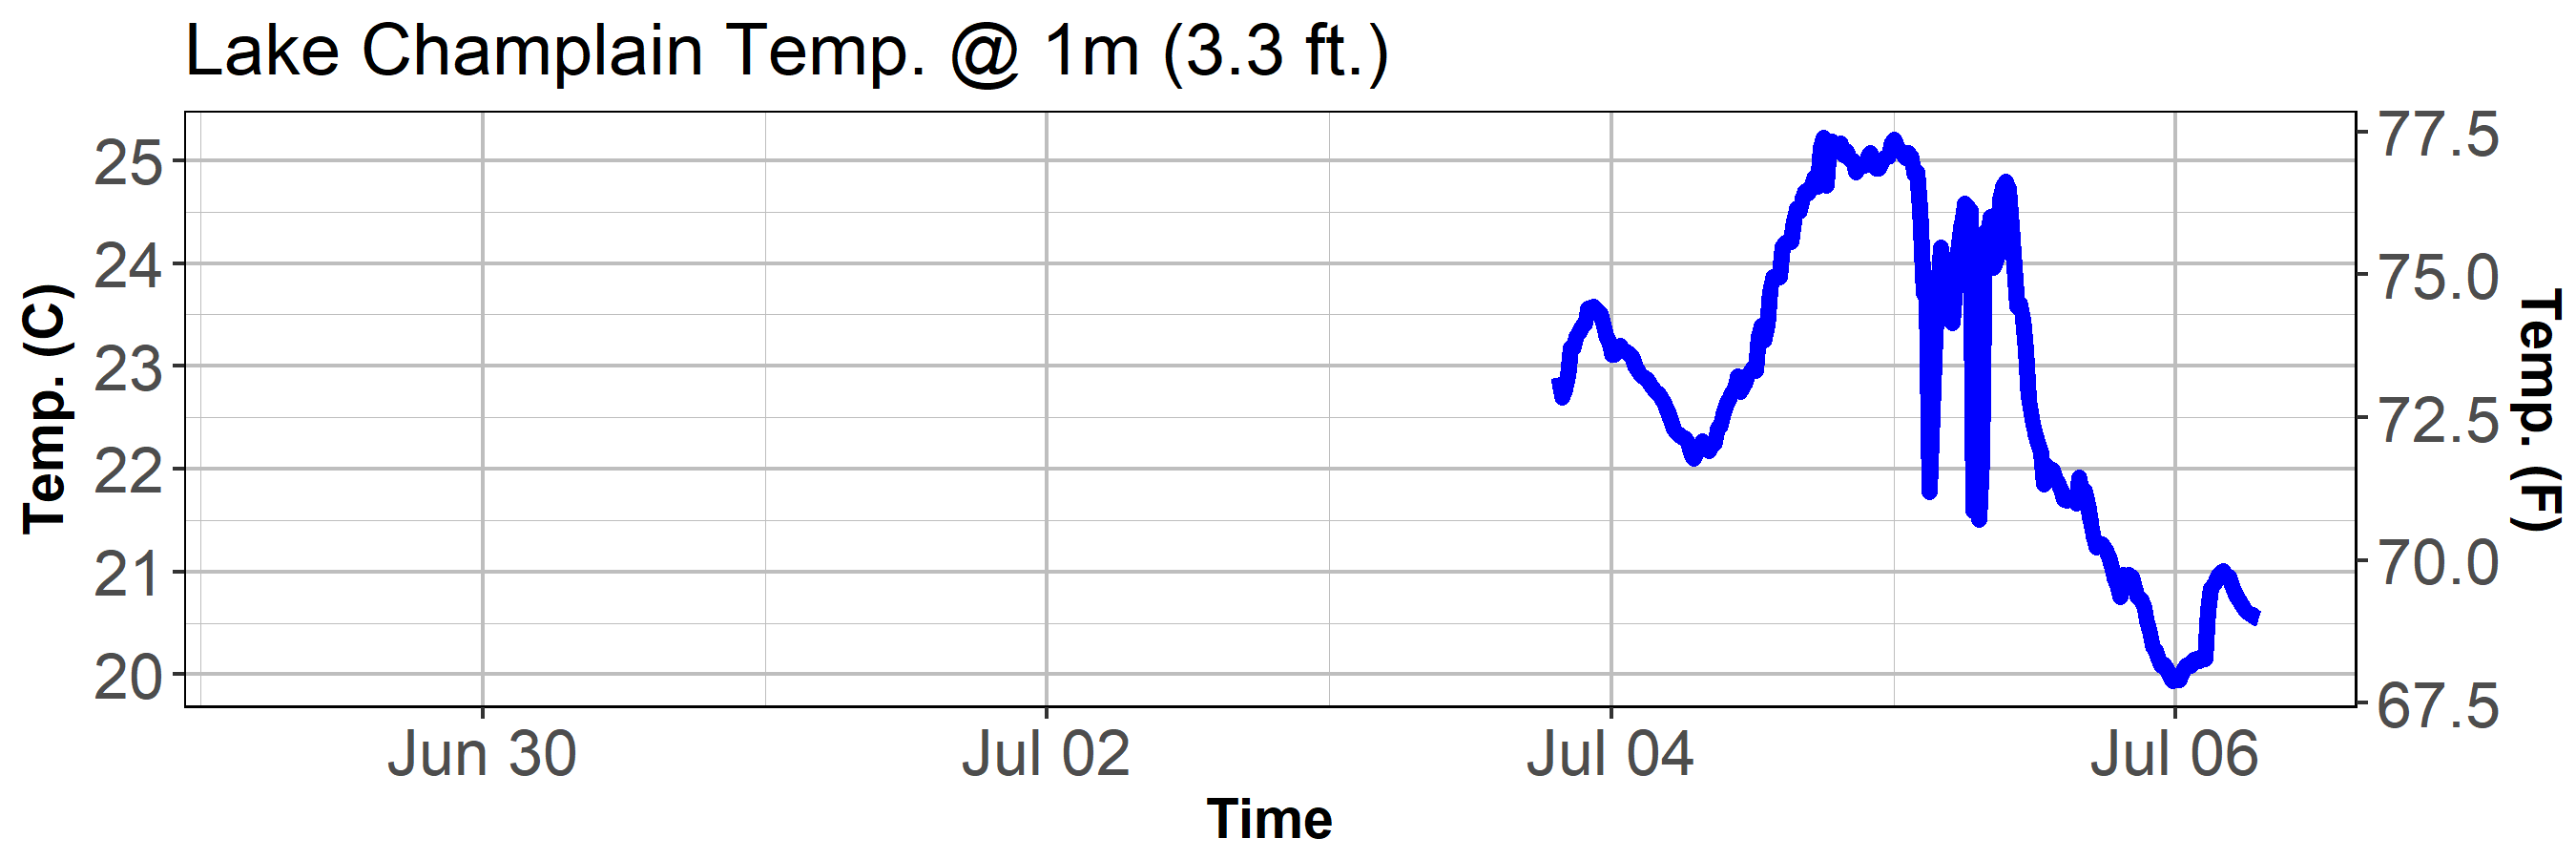 Lake Champlain Temp. @ 1m (3.3 ft.)
25
24
23
22
21
20
Temp. (C)
77.5
75.0
72.5
70.0
67.5
Temp. (F)
Jun 30
Jul 02
Jul 04
Jul 06
Time